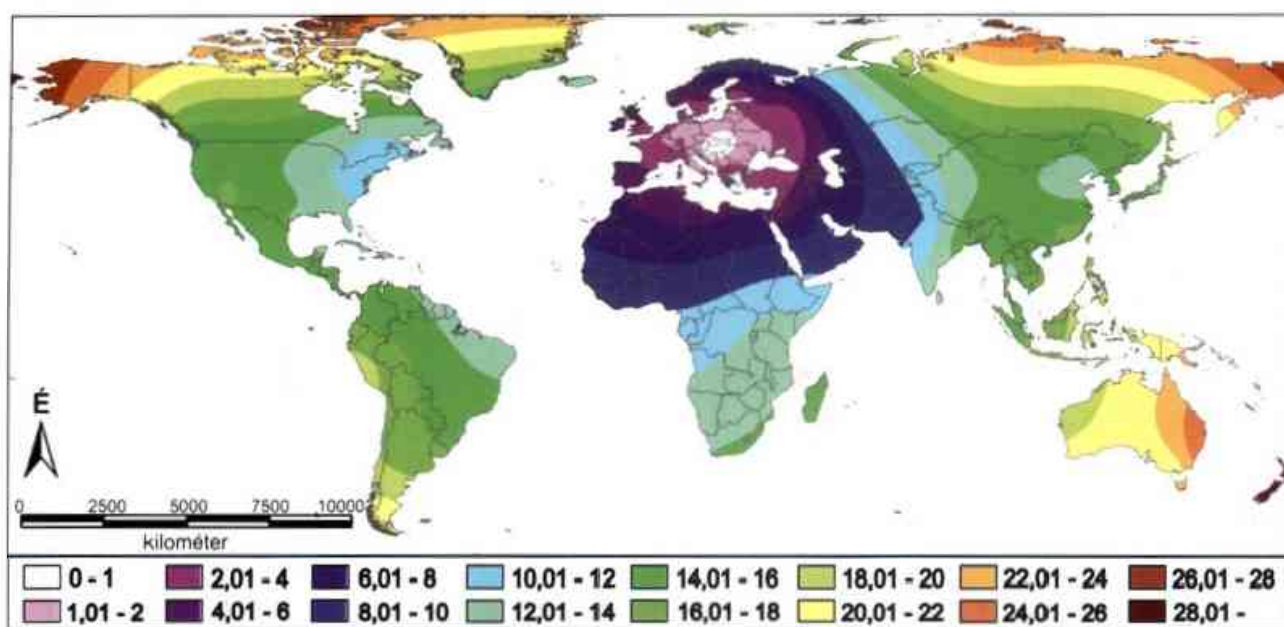 É
0 2500 5000 7500 10000
kilométer
0 - 1 2,01 - 4 6,01 - 8 10,01 - 12 14,01 - 16 18,01 - 20 22,01 - 24 26,01 - 28
1,01 - 2 4,01 - 6 8,01 - 10 12,01 - 14 16,01 - 18 20,01 - 22 24,01 - 26 28,01 -